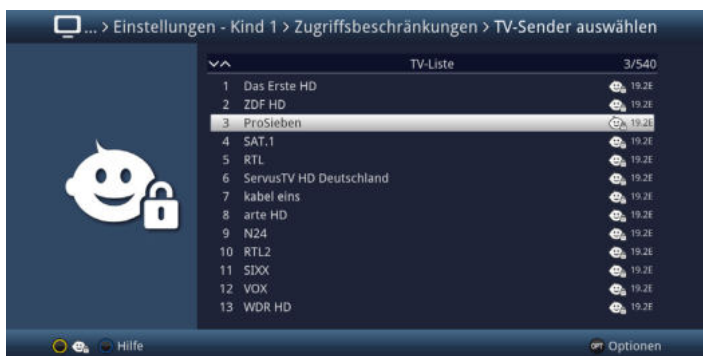 ... > Einstellungen - Kind 1 > Zugriffsbeschränkungen > TV-Sender auswählen
TV-Liste 3/540
1 Das Erste HD 19.2E
2 ZDF HD 19.2E
3 ProSieben 19.2E
4 SAT.1 19.2E
5 RTL 19.2E
6 ServusTV HD Deutschland 19.2E
7 kabel eins 19.2E
8 arte HD 19.2E
9 N24 19.2E
10 RTL2 19.2E
11 SIXX 19.2E
12 VOX 19.2E
13 WDR HD 19.2E
Hilfe OPT Optionen